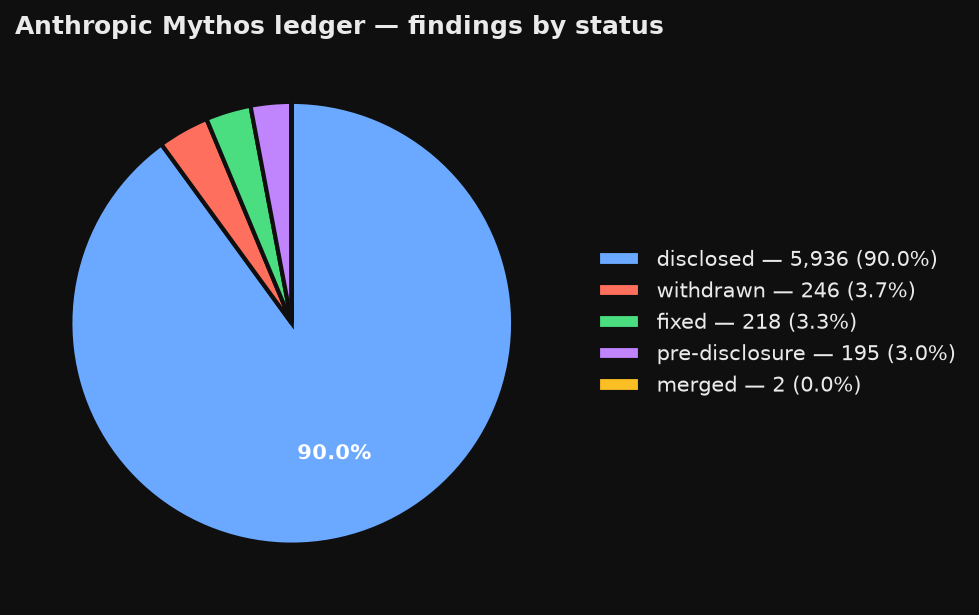 Anthropic Mythos ledger — findings by status
disclosed — 5,936 (90.0%)
withdrawn — 246 (3.7%)
fixed — 218 (3.3%)
pre-disclosure — 195 (3.0%)
merged — 2 (0.0%)
90.0%